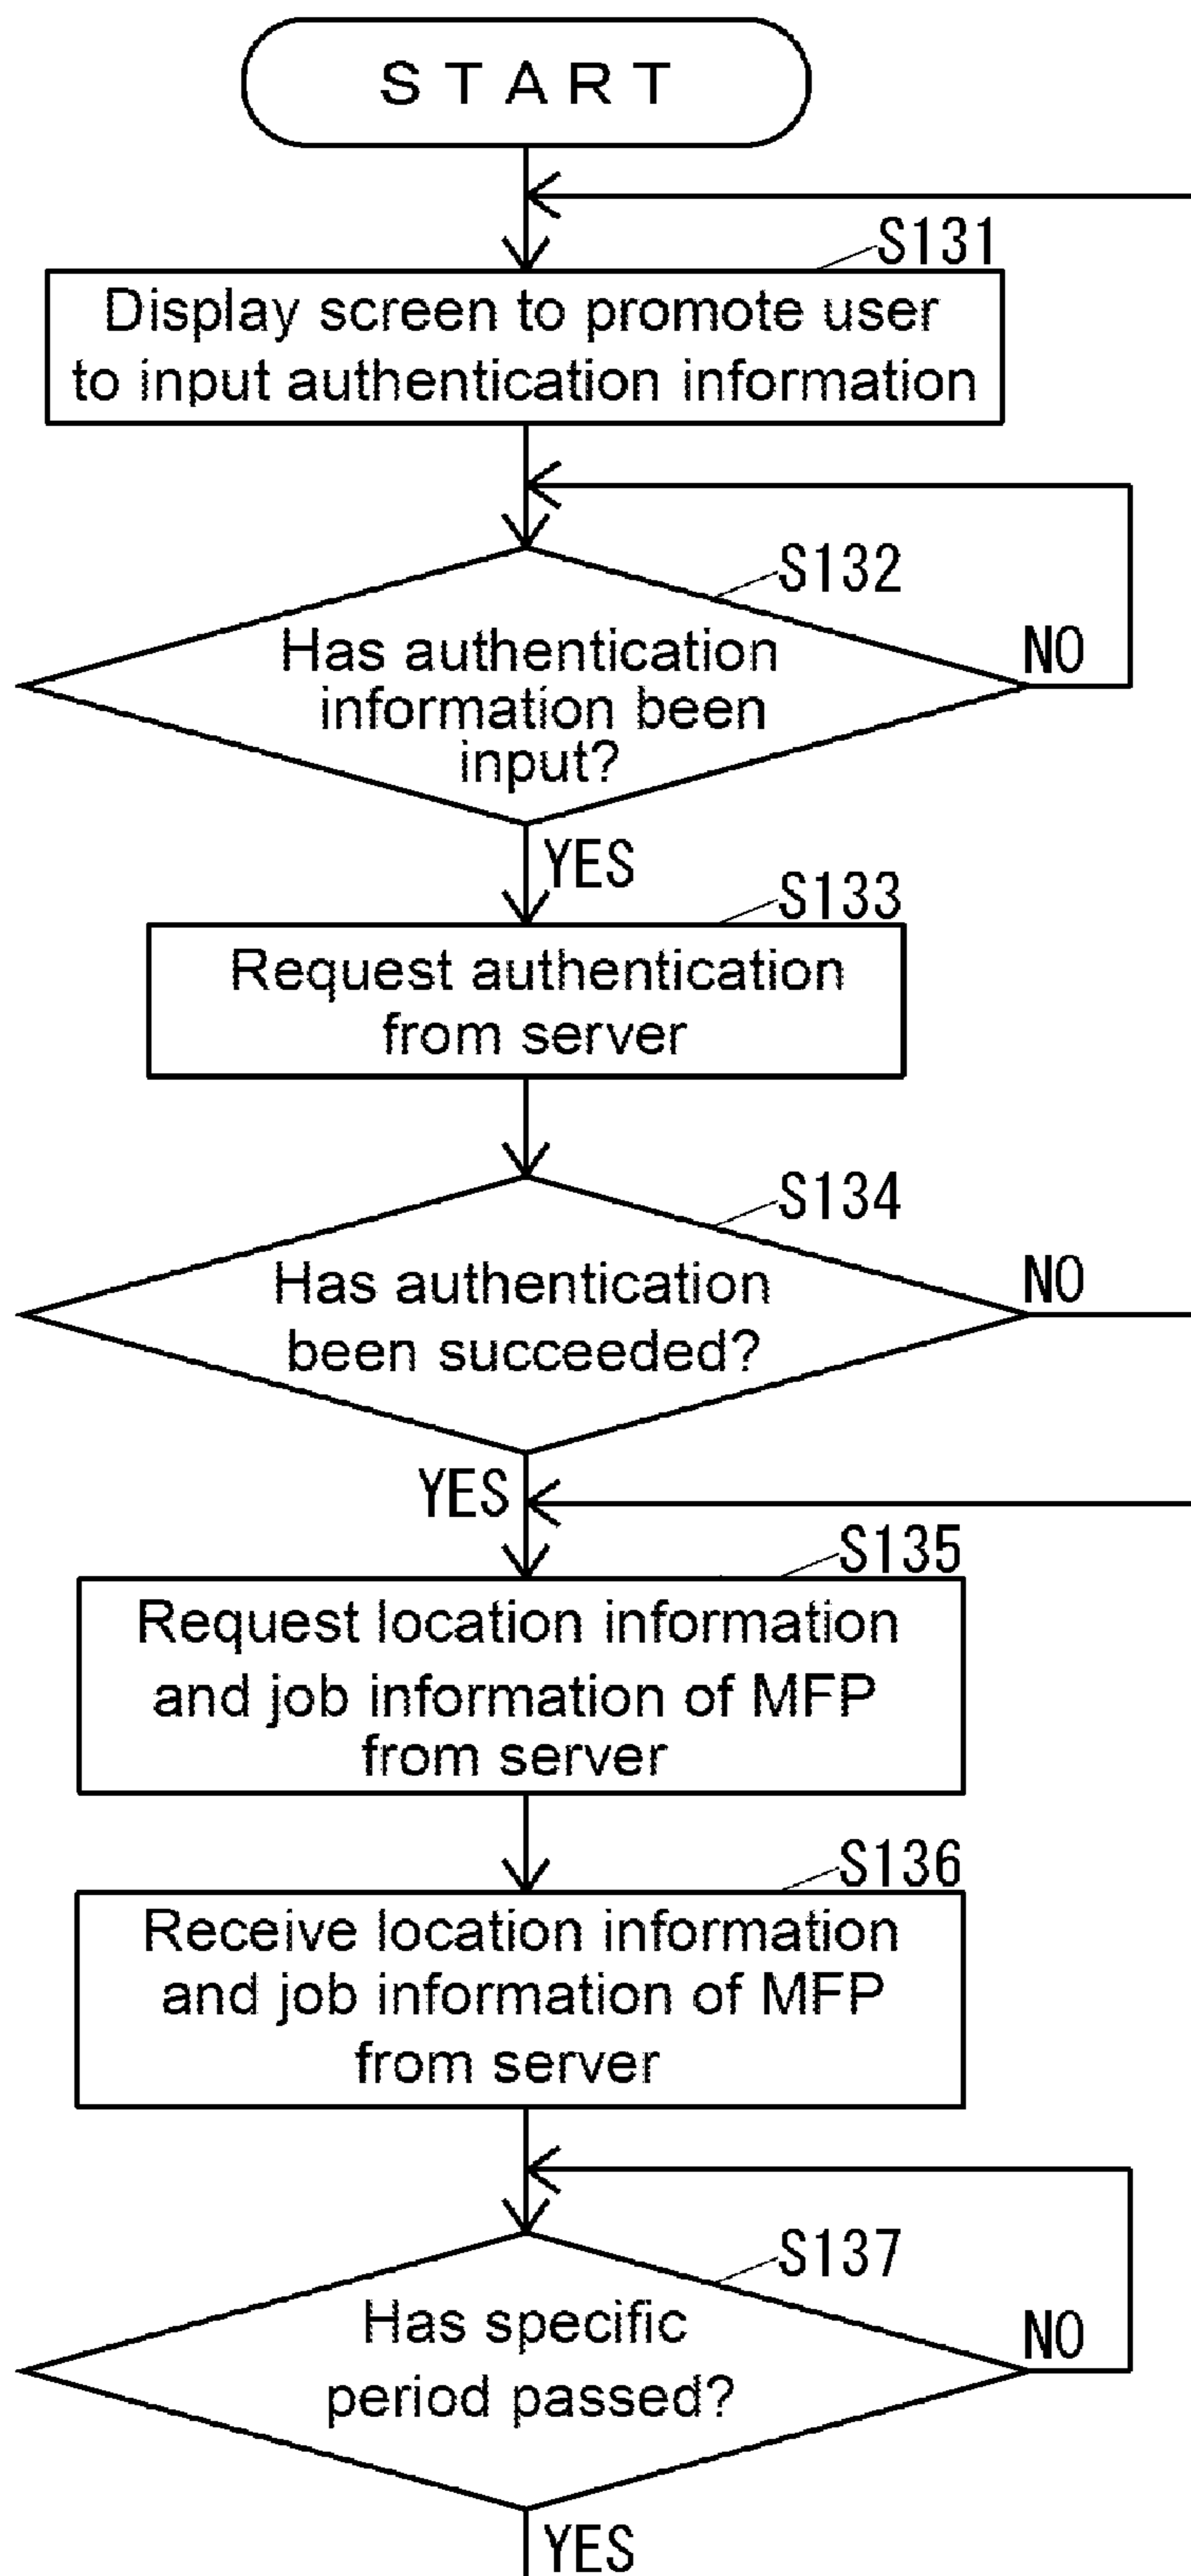 START
S131
Display screen to promote user
to input authentication information
S132
Has authentication
information been
input?
NO
YES
S133
Request authentication
from server
S134
Has authentication
been succeeded?
NO
YES
S135
Request location information
and job information of MFP
from server
S136
Receive location information
and job information of MFP
from server
S137
Has specific
period passed?
NO
YES